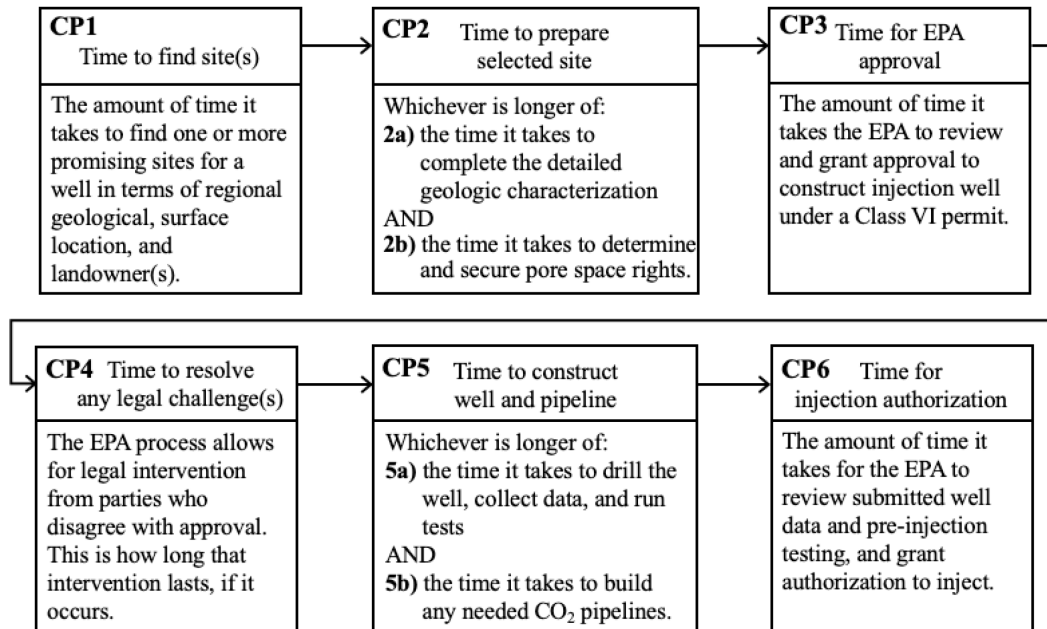 CP1
Time to find site(s)
The amount of time it
takes to find one or more
promising sites for a
well in terms of regional
geological, surface
location, and
landowner(s).
CP2 Time to prepare
selected site
Whichever is longer of:
2a) the time it takes to
complete the detailed
geologic characterization
AND
2b) the time it takes to determine
and secure pore space rights.
CP3 Time for EPA
approval
The amount of time it
takes the EPA to review
and grant approval to
construct injection well
under a Class VI permit.
CP4 Time to resolve
any legal challenge(s)
The EPA process allows
for legal intervention
from parties who
disagree with approval.
This is how long that
intervention lasts, if it
occurs.
CP5 Time to construct
well and pipeline
Whichever is longer of:
5a) the time it takes to drill the
well, collect data, and run
tests
AND
5b) the time it takes to build
any needed CO₂ pipelines.
CP6 Time for
injection authorization
The amount of time it
takes for the EPA to
review submitted well
data and pre-injection
testing, and grant
authorization to inject.